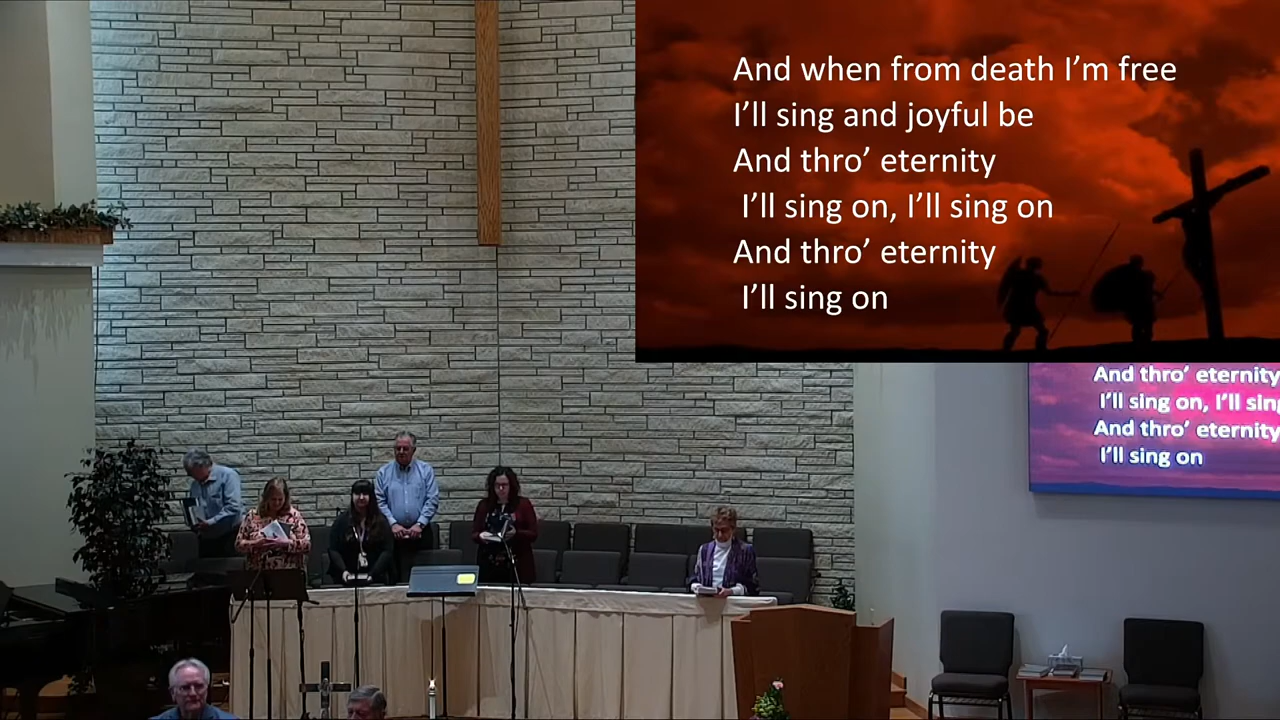 And when from death I’m free
I’ll sing and joyful be
And thro’ eternity
I’ll sing on, I’ll sing on
And thro’ eternity
I’ll sing on
And thro’ eternity
I’ll sing on, I’ll sing
And thro’ eternity
I’ll sing on